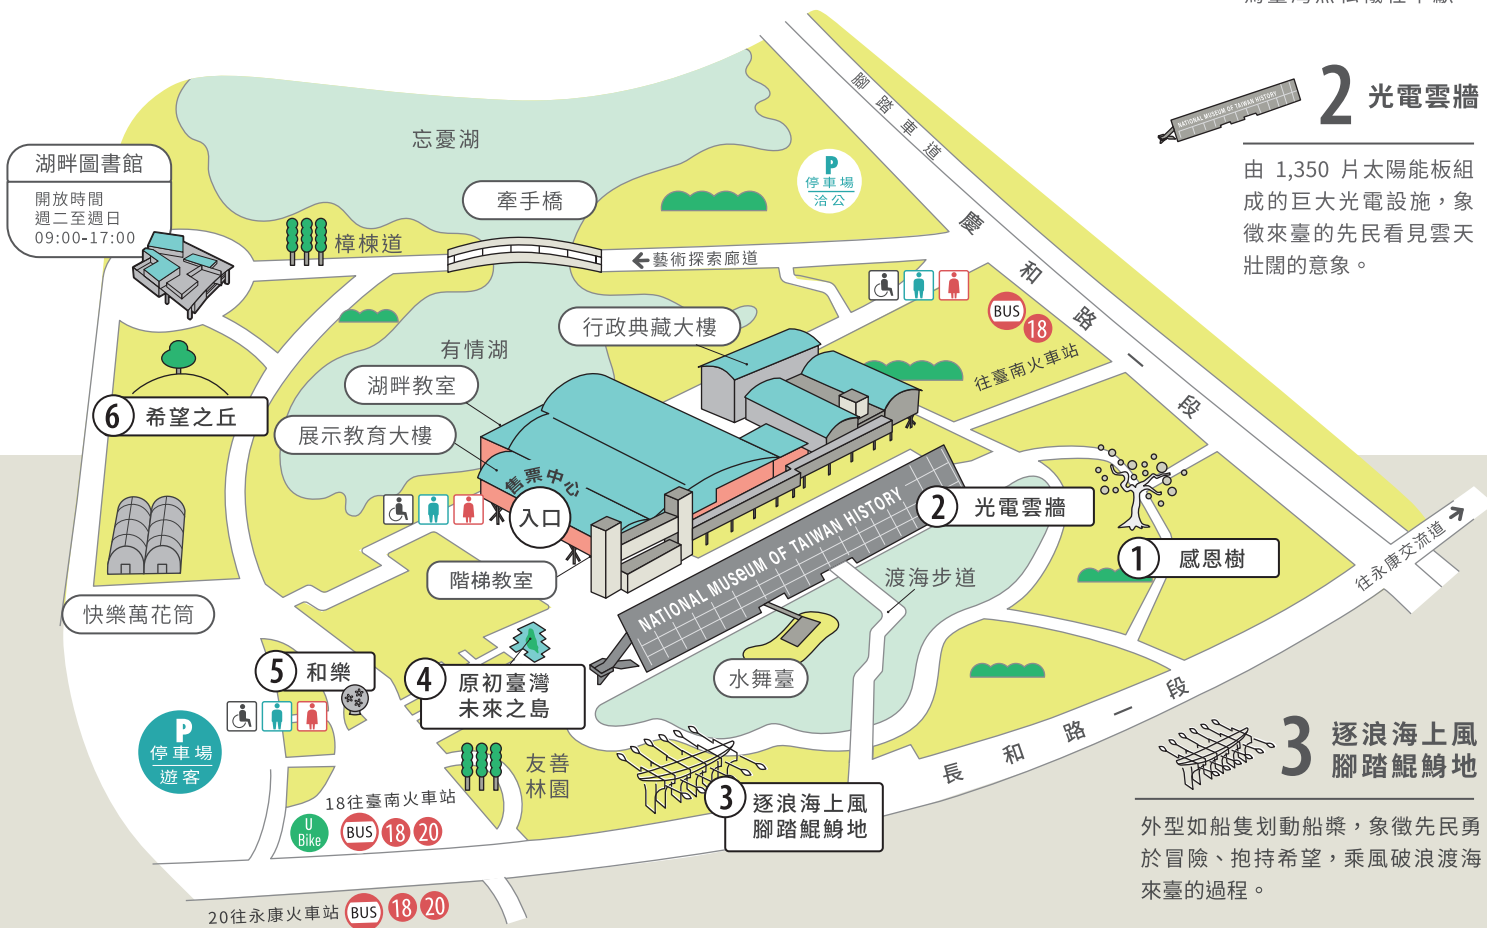 2 光電雲牆
NATIONAL MUSEUM OF TAIWAN HISTORY
由 1,350 片太陽能板組
成的巨大光電設施，象
徵來臺的先民看見雲天
壯闊的意象。
腳踏車道
忘憂湖
湖畔圖書館
開放時間
週二至週日
09:00-17:00
P
停車場
洽公
牽手橋
樟楝道
←藝術探索廊道
慶和路一段
BUS
18
往臺南火車站
行政典藏大樓
有情湖
湖畔教室
展示教育大樓
6 希望之丘
售票中心
入口
NATIONAL MUSEUM OF TAIWAN HISTORY
2 光電雲牆
1 感恩樹
往永康交流道
階梯教室
渡海步道
快樂萬花筒
5 和樂
4 原初臺灣
未來之島
水舞臺
P
停車場
遊客
友善
林園
長和路一段
3 逐浪海上風
腳踏鯤鯓地
18往臺南火車站
U
Bike
BUS 18 20
20往永康火車站 BUS 18 20
3 逐浪海上風
腳踏鯤鯓地
外型如船隻划動船槳，象徵先民勇
於冒險、抱持希望，乘風破浪渡海
來臺的過程。